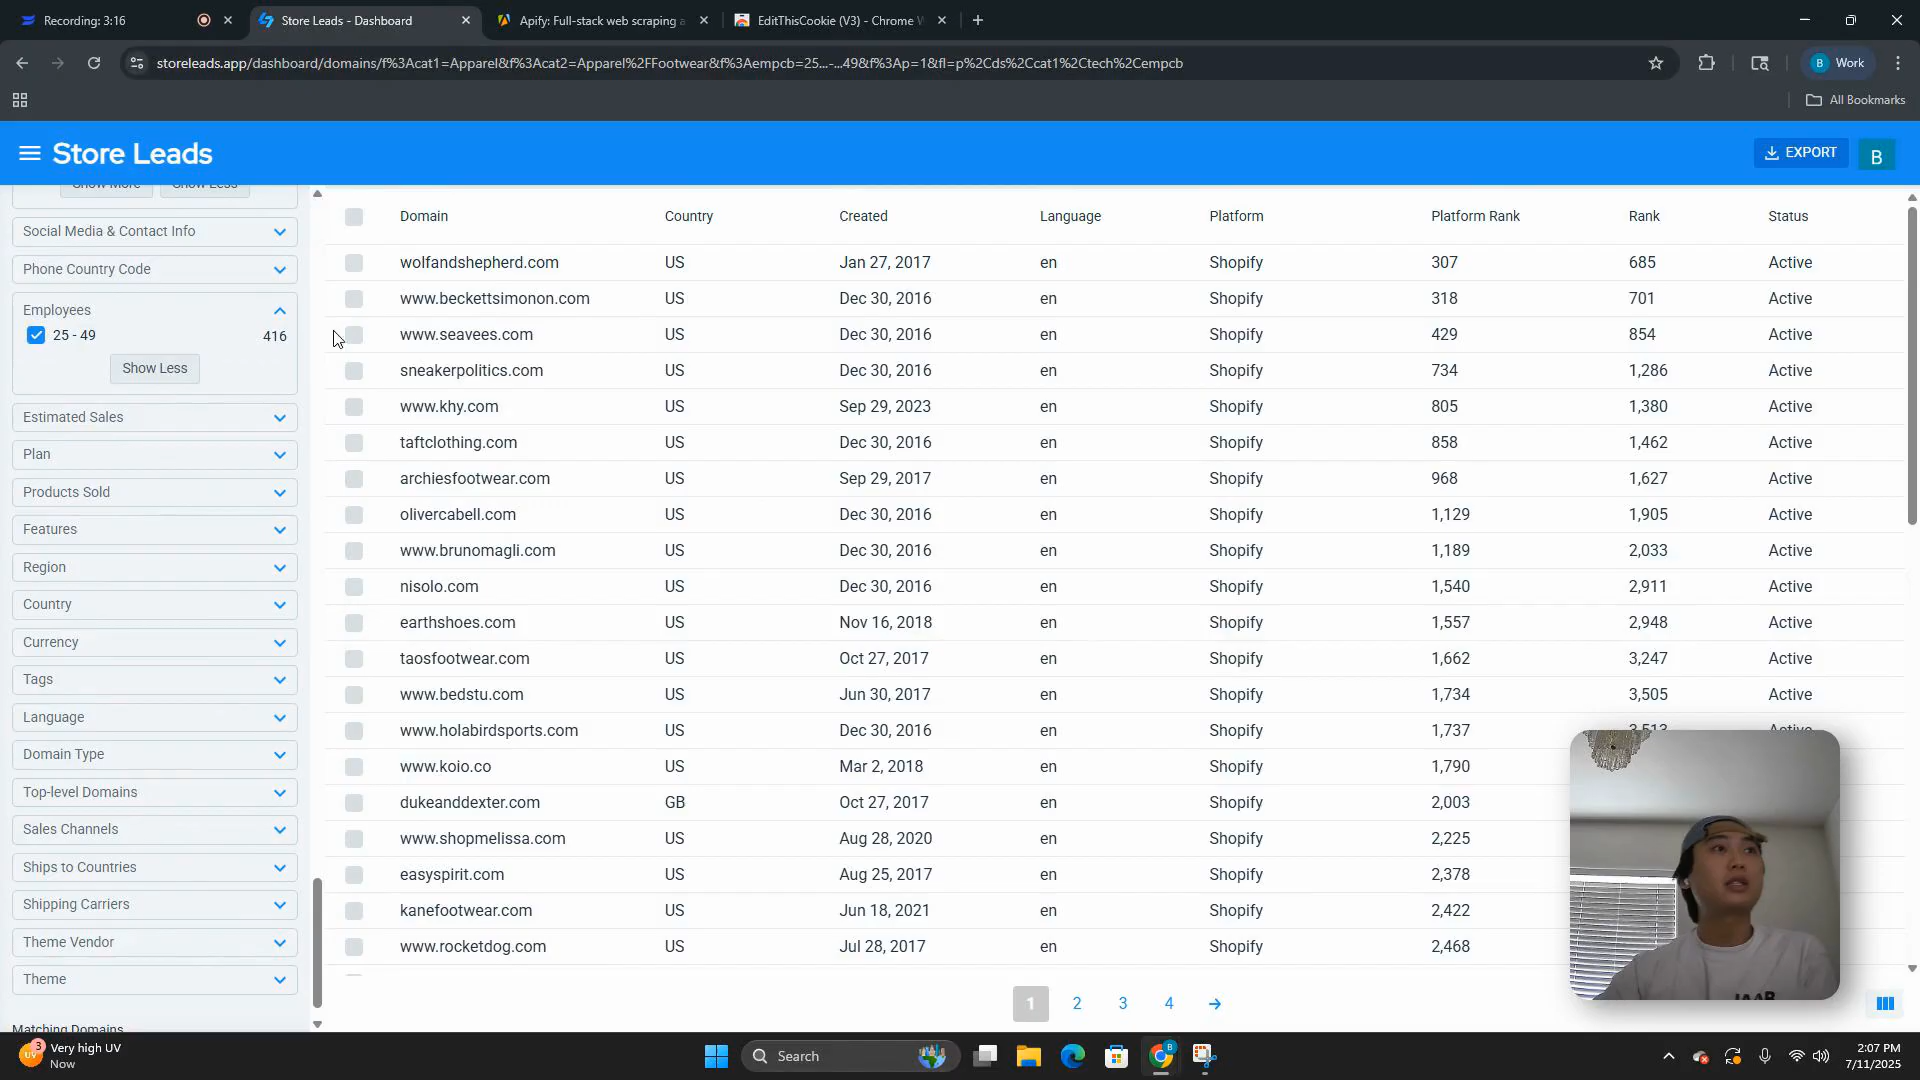 Recording: 3:16
Store Leads - Dashboard
Apify: Full-stack web scraping a
EditThisCookie (V3) - Chrome W
storeleads.app/dashboard/domains/f%3Acat1=Apparel&f%3Acat2=Apparel%2FFootwear&f%3Aempcb=25...-...49&f%3Ap=1&fl=p%2Cds%2Ccat1%2Ctech%2Cempcb
B Work
All Bookmarks
Store Leads
EXPORT
B
Show More Show Less
Social Media & Contact Info
Phone Country Code
Employees
25 - 49 416
Show Less
Estimated Sales
Plan
Products Sold
Features
Region
Country
Currency
Tags
Language
Domain Type
Top-level Domains
Sales Channels
Ships to Countries
Shipping Carriers
Theme Vendor
Theme
Matching Domains
Domain Country Created Language Platform Platform Rank Rank Status
wolfandshepherd.com US Jan 27, 2017 en Shopify 307 685 Active
www.beckettsimonon.com US Dec 30, 2016 en Shopify 318 701 Active
www.seavees.com US Dec 30, 2016 en Shopify 429 854 Active
sneakerpolitics.com US Dec 30, 2016 en Shopify 734 1,286 Active
www.khy.com US Sep 29, 2023 en Shopify 805 1,380 Active
taftclothing.com US Dec 30, 2016 en Shopify 858 1,462 Active
archiesfootwear.com US Sep 29, 2017 en Shopify 968 1,627 Active
olivercabell.com US Dec 30, 2016 en Shopify 1,129 1,905 Active
www.brunomagli.com US Dec 30, 2016 en Shopify 1,189 2,033 Active
nisolo.com US Dec 30, 2016 en Shopify 1,540 2,911 Active
earthshoes.com US Nov 16, 2018 en Shopify 1,557 2,948 Active
taosfootwear.com US Oct 27, 2017 en Shopify 1,662 3,247 Active
www.bedstu.com US Jun 30, 2017 en Shopify 1,734 3,505 Active
www.holabirdsports.com US Dec 30, 2016 en Shopify 1,737 3,513 Active
www.koio.co US Mar 2, 2018 en Shopify 1,790
dukeanddexter.com GB Oct 27, 2017 en Shopify 2,003
www.shopmelissa.com US Aug 28, 2020 en Shopify 2,225
easyspirit.com US Aug 25, 2017 en Shopify 2,378
kanefootwear.com US Jun 18, 2021 en Shopify 2,422
www.rocketdog.com US Jul 28, 2017 en Shopify 2,468
1 2 3 4
3
UV
Very high UV
Now
Search
B
2:07 PM
7/11/2025